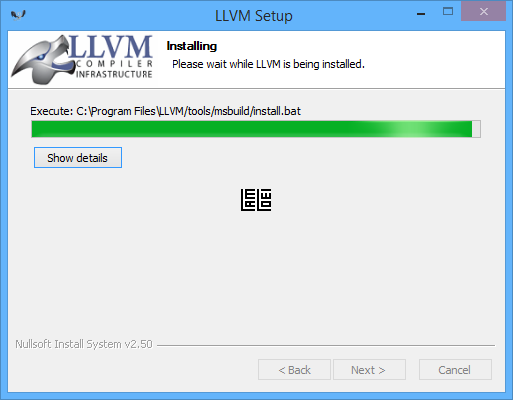 LLVM Setup
LLVM
COMPILER
INFRASTRUCTURE
Installing
Please wait while LLVM is being installed.
Execute: C:\Program Files\LLVM/tools/msbuild/install.bat
Show details
Nullsoft Install System v2.50
< Back
Next >
Cancel